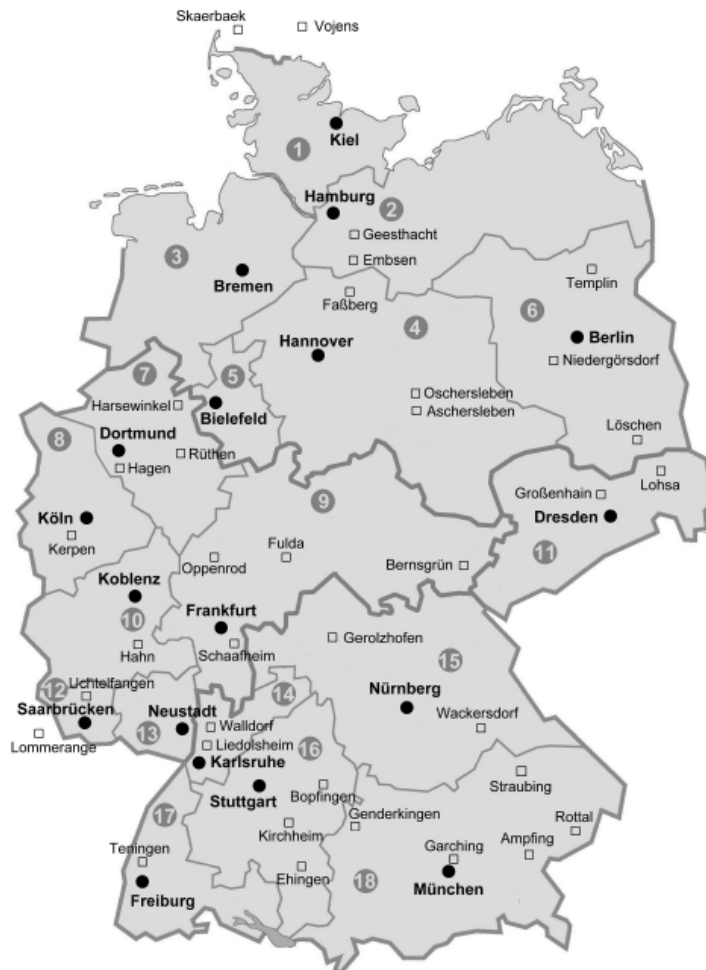 Skaerbaek
Vojens
Kiel
1
Hamburg
2
Geesthacht
Embsen
3
Bremen
Templin
Faßberg
6
4
Berlin
Hannover
Niedergörsdorf
7
5
Oschersleben
Harsewinkel
Aschersleben
Bielefeld
8
Dortmund
Löschen
Rüthen
Hagen
Lohsa
9
Großenhain
Köln
Dresden
Kerpen
Fulda
11
Oppenrod
Bernsgrün
Koblenz
10
Frankfurt
Gerolzhofen
Hahn
Schaafheim
15
12
Uchtelfangen
14
Saarbrücken
Neustadt
Nürnberg
13
Walldorf
Wackersdorf
Lommerange
Liedolsheim
16
Karlsruhe
Stuttgart
Bopfingen
Straubing
17
Genderkingen
Rottal
Kirchheim
Ampfing
Teningen
Garching
Ehingen
18
Freiburg
München